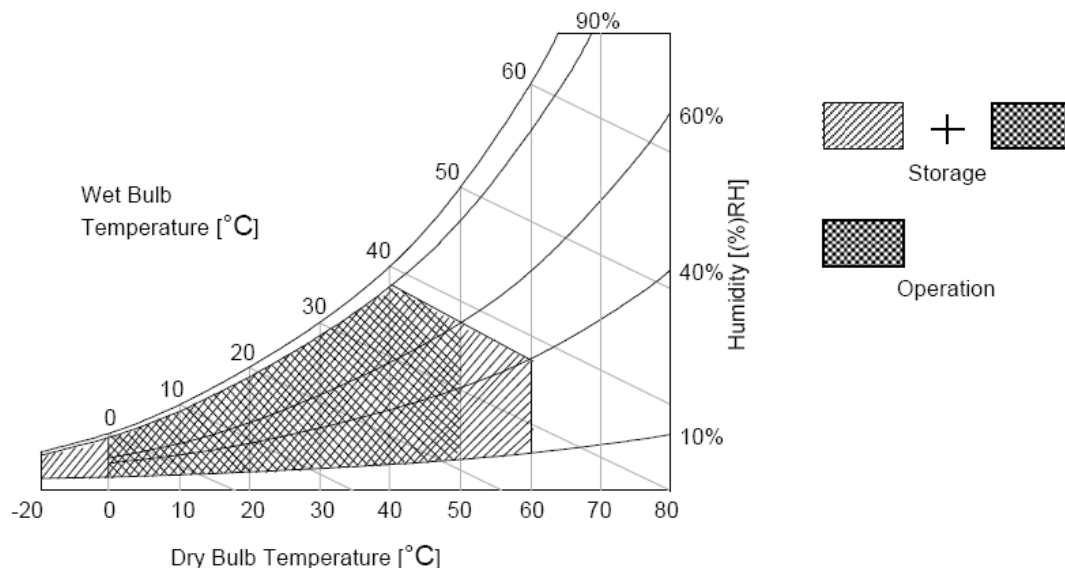 90%
60
60%
50
Storage
Wet Bulb
Temperature [°C]
40
40%
Humidity [(%)RH]
30
Operation
20
10
0
10%
-20 0 10 20 30 40 50 60 70 80
Dry Bulb Temperature [°C]